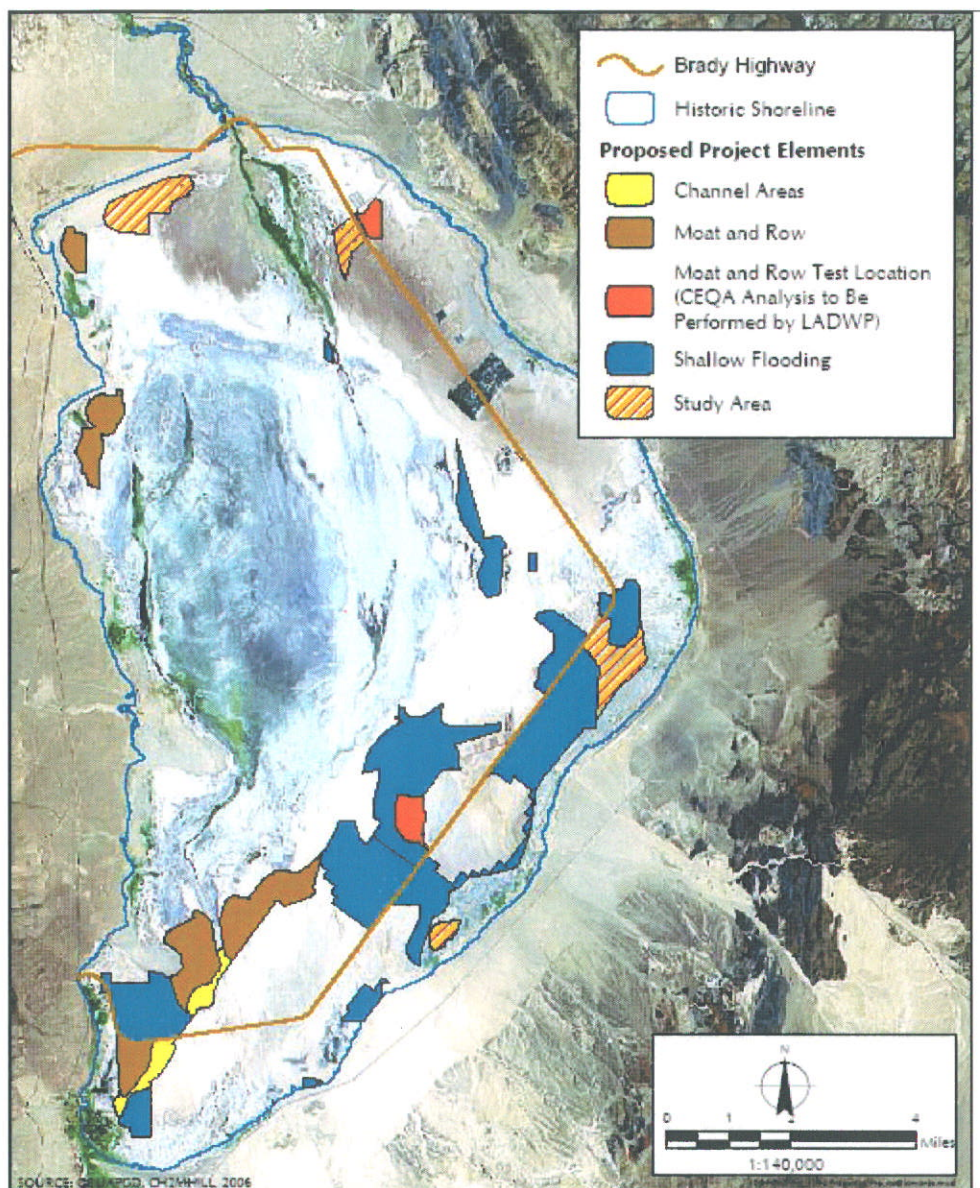 Brady Highway
Historic Shoreline
Proposed Project Elements
Channel Areas
Moat and Row
Moat and Row Test Location
(CEQA Analysis to Be
Performed by LADWP)
Shallow Flooding
Study Area
N
0 1 2 4
Miles
1:140,000
SOURCE: CH2MHILL, 2006